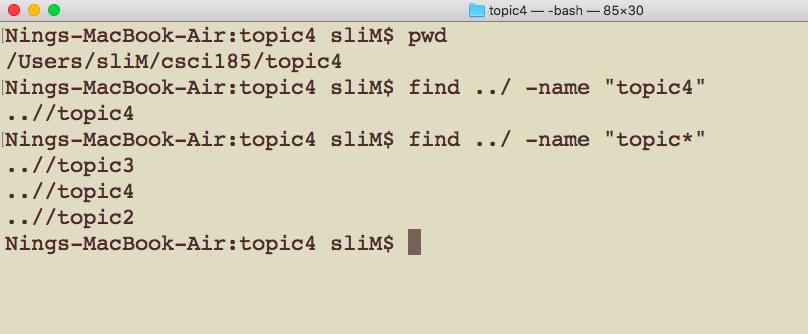 topic4 — -bash — 85×30
Nings-MacBook-Air:topic4 sliM$ pwd
/Users/sliM/csci185/topic4
Nings-MacBook-Air:topic4 sliM$ find ../ -name "topic4"
..//topic4
Nings-MacBook-Air:topic4 sliM$ find ../ -name "topic*"
..//topic3
..//topic4
..//topic2
Nings-MacBook-Air:topic4 sliM$